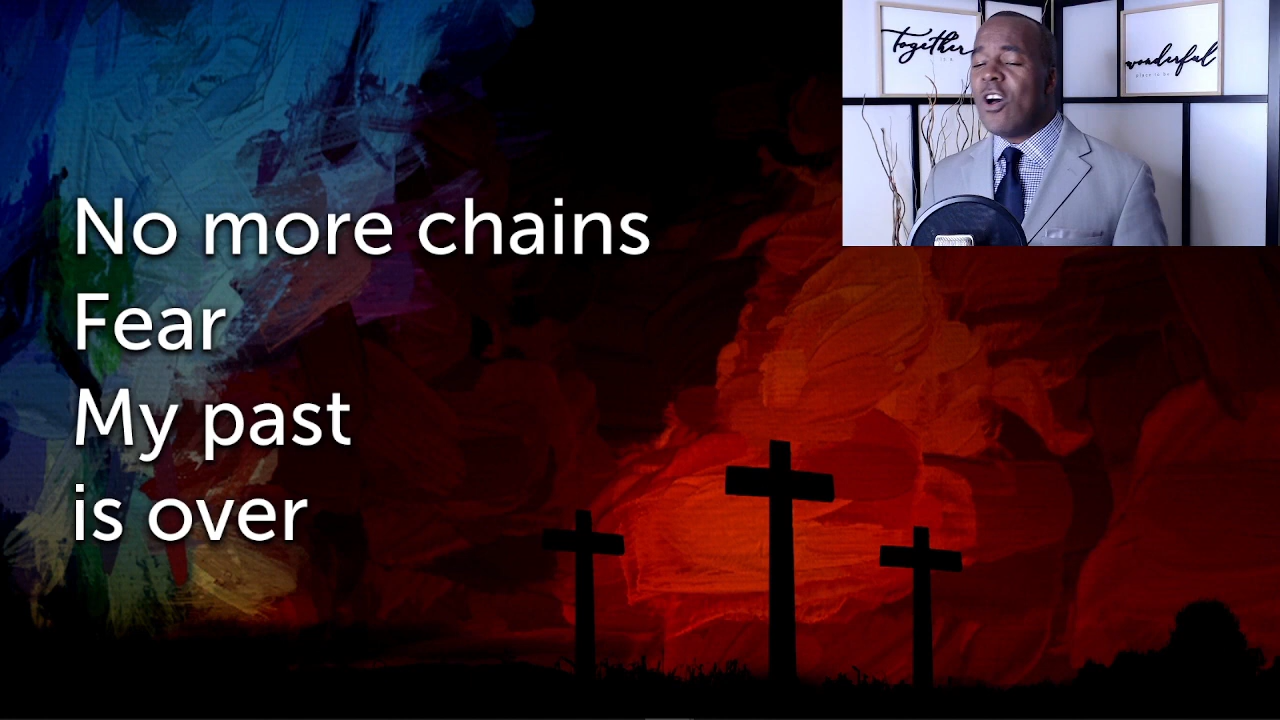 No more chains
Fear
My past
is over
Together
wonderful